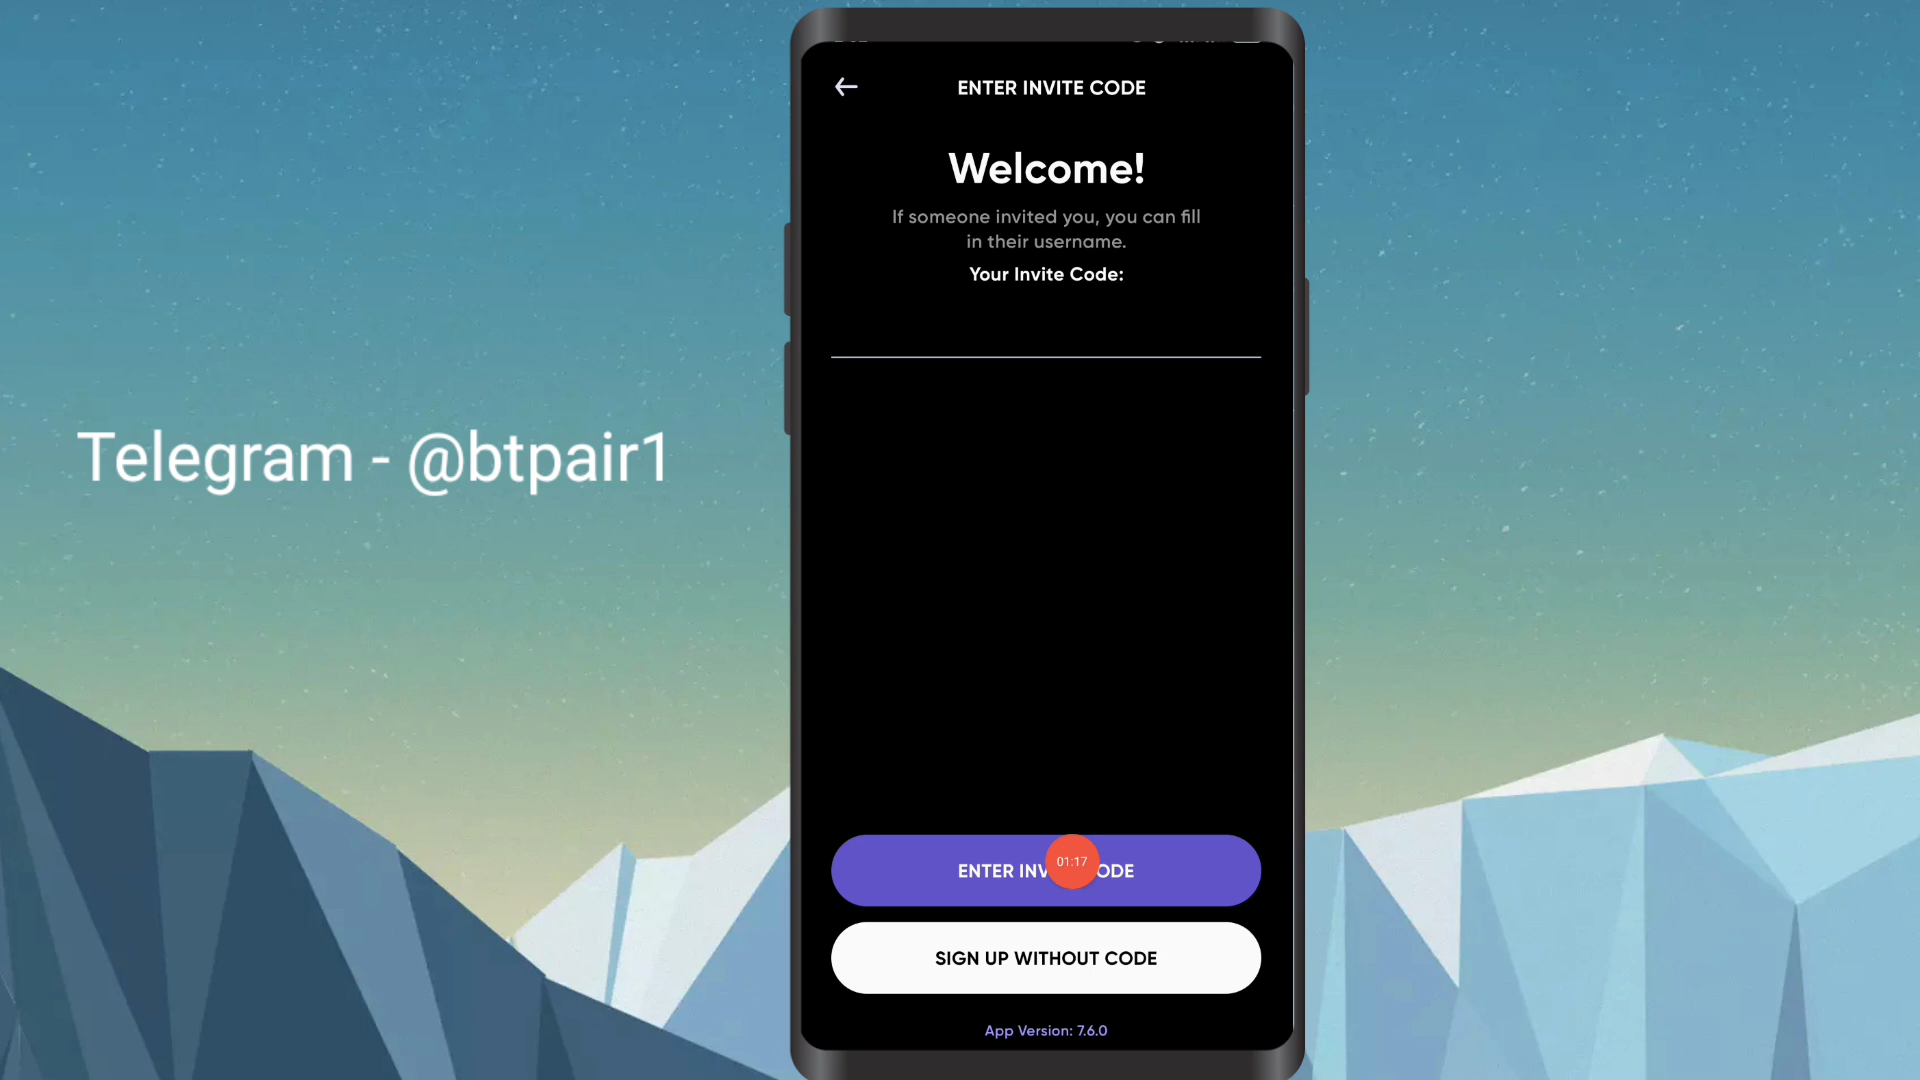 Telegram - @btpair1
ENTER INVITE CODE
Welcome!
If someone invited you, you can fill
in their username.
Your Invite Code:
ENTER INV
01:17
ODE
SIGN UP WITHOUT CODE
App Version: 7.6.0